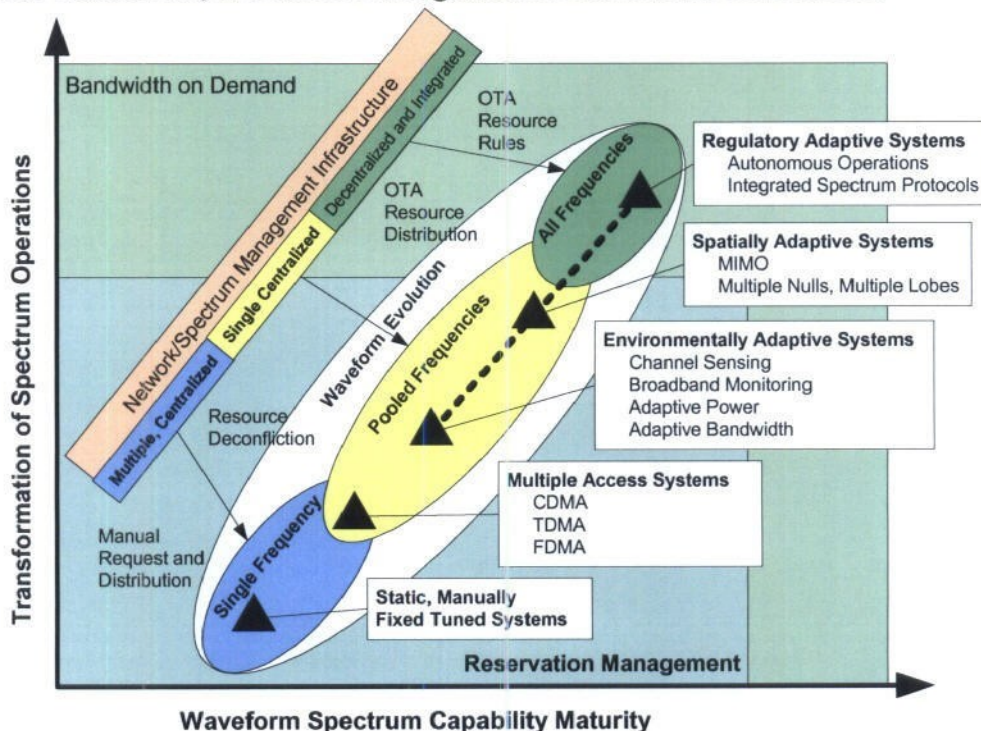 Bandwidth on Demand
Network/Spectrum Management Infrastructure
Decentralized and Integrated
Single Centralized
Multiple, Centralized
OTA
Resource
Rules
OTA
Resource
Distribution
Resource
Deconfliction
Manual
Request and
Distribution
Waveform Evolution
All Frequencies
Pooled Frequencies
Single Frequency
Regulatory Adaptive Systems
Autonomous Operations
Integrated Spectrum Protocols
Spatially Adaptive Systems
MIMO
Multiple Nulls, Multiple Lobes
Environmentally Adaptive Systems
Channel Sensing
Broadband Monitoring
Adaptive Power
Adaptive Bandwidth
Multiple Access Systems
CDMA
TDMA
FDMA
Static, Manually
Fixed Tuned Systems
Reservation Management
Transformation of Spectrum Operations
Waveform Spectrum Capability Maturity